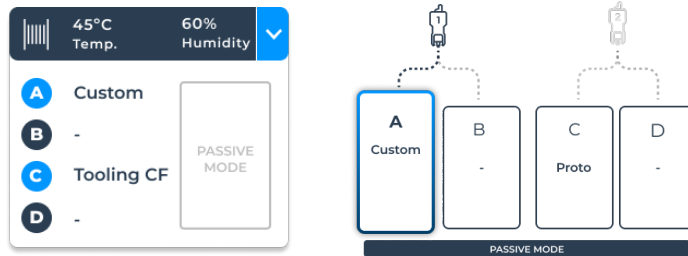 45°C
Temp.
60%
Humidity
A Custom
B -
C Tooling CF
D -
PASSIVE
MODE
1
2
A
Custom
B
-
C
Proto
D
-
PASSIVE MODE